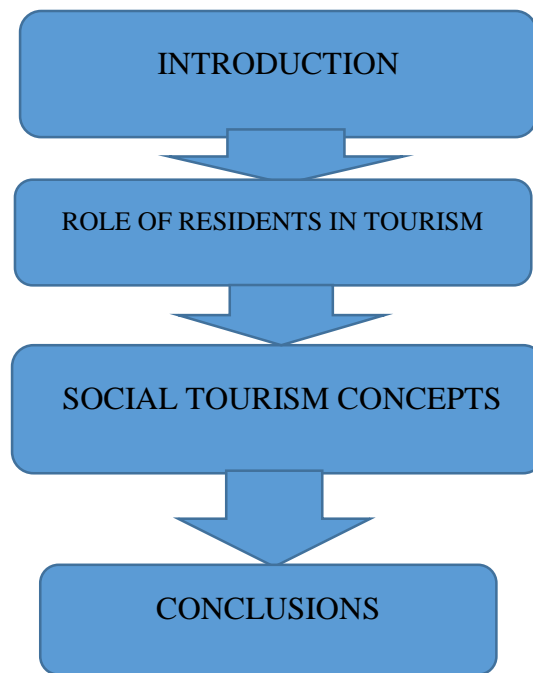 INTRODUCTION
ROLE OF RESIDENTS IN TOURISM
SOCIAL TOURISM CONCEPTS
CONCLUSIONS